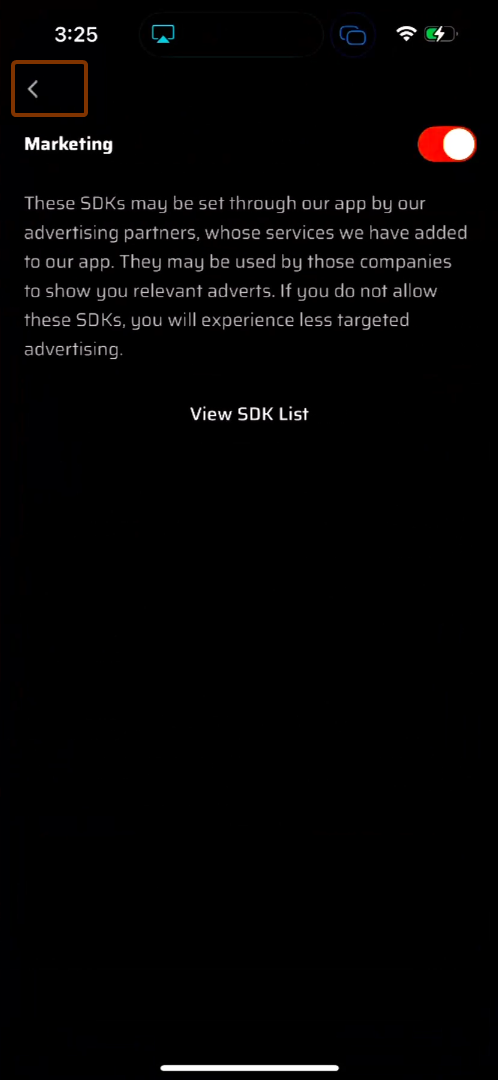 3:25
Marketing
These SDKs may be set through our app by our
advertising partners, whose services we have added
to our app. They may be used by those companies
to show you relevant adverts. If you do not allow
these SDKs, you will experience less targeted
advertising.
View SDK List